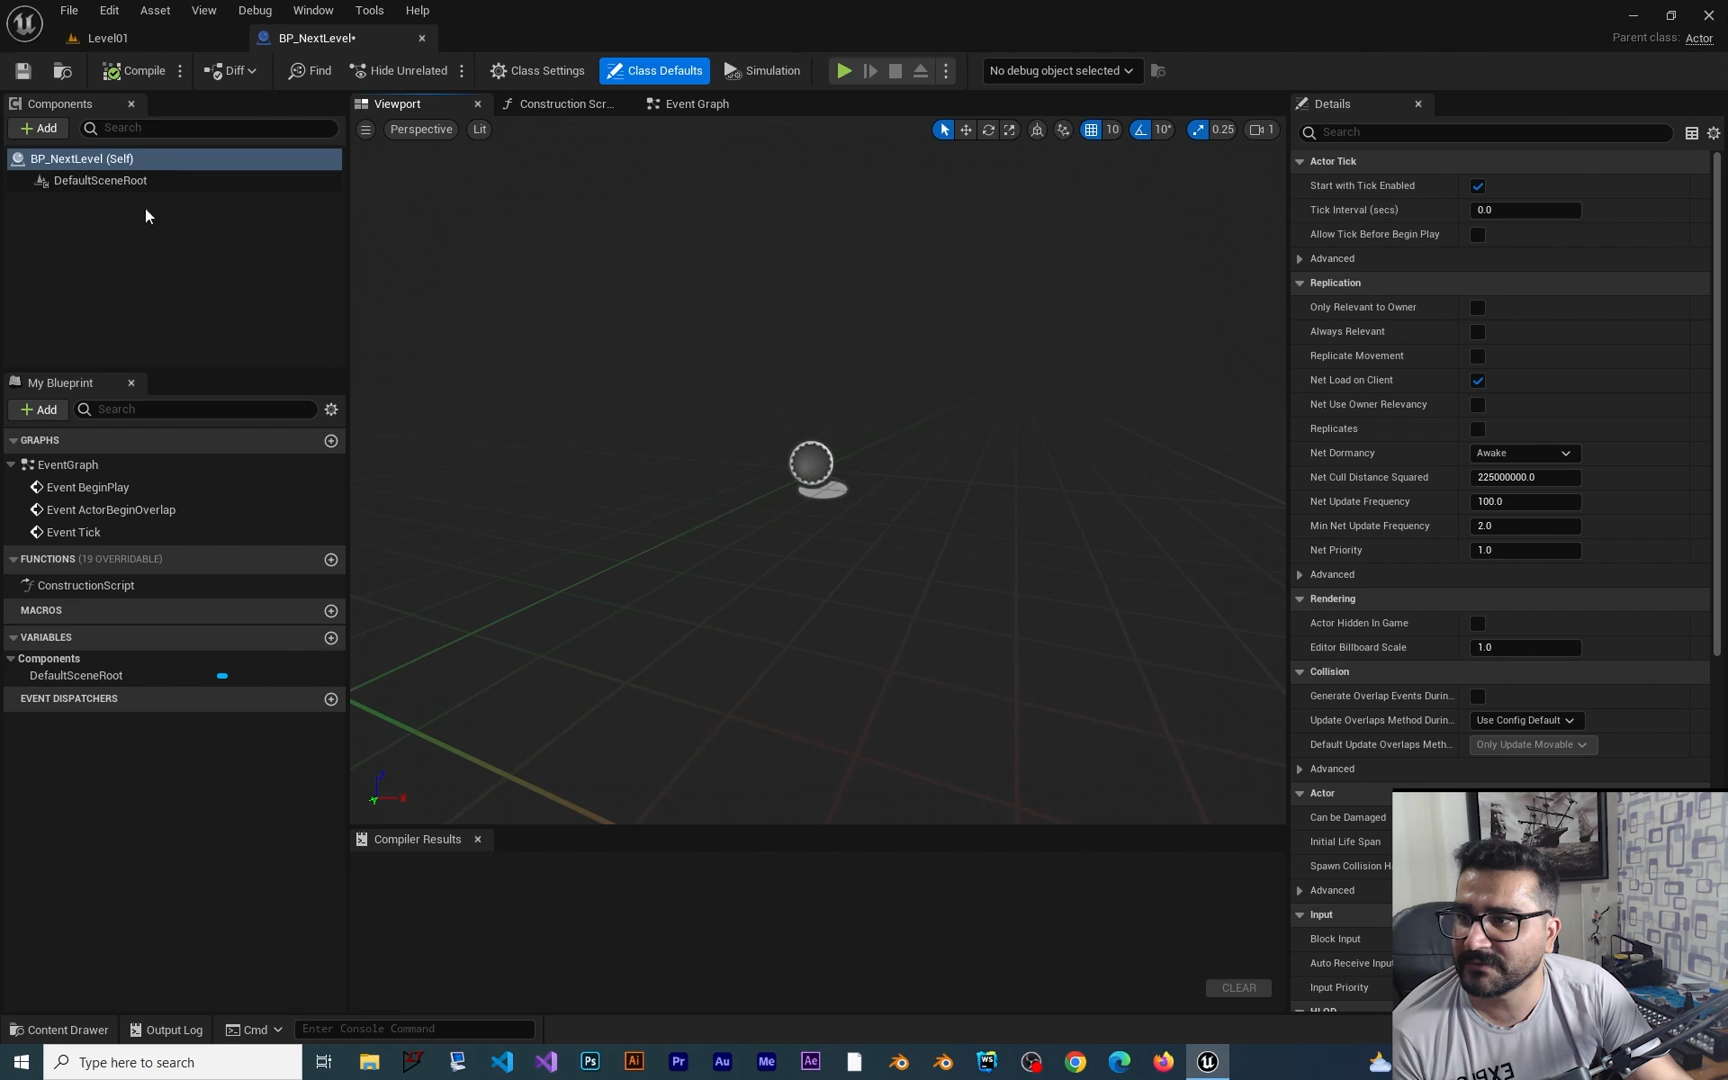 File Edit Asset View Debug Window Tools Help
Level01 BP_NextLevel* Parent class: Actor
Compile Diff Find Hide Unrelated Class Settings Class Defaults Simulation No debug object selected
Components Viewport Construction Scr... Event Graph Details
Add Search Perspective Lit 10 10° 0.25 1 Search
BP_NextLevel (Self)
DefaultSceneRoot
My Blueprint
Add Search
GRAPHS
EventGraph
Event BeginPlay
Event ActorBeginOverlap
Event Tick
FUNCTIONS (19 OVERRIDABLE)
ConstructionScript
MACROS
VARIABLES
Components
DefaultSceneRoot
EVENT DISPATCHERS
Z
X
Y
Compiler Results
CLEAR
Actor Tick
Start with Tick Enabled
Tick Interval (secs) 0.0
Allow Tick Before Begin Play
Advanced
Replication
Only Relevant to Owner
Always Relevant
Replicate Movement
Net Load on Client
Net Use Owner Relevancy
Replicates
Net Dormancy Awake
Net Cull Distance Squared 225000000.0
Net Update Frequency 100.0
Min Net Update Frequency 2.0
Net Priority 1.0
Advanced
Rendering
Actor Hidden In Game
Editor Billboard Scale 1.0
Collision
Generate Overlap Events Durin...
Update Overlaps Method Durin... Use Config Default
Default Update Overlaps Meth... Only Update Movable
Advanced
Actor
Can be Damaged
Initial Life Span
Spawn Collision H
Advanced
Input
Block Input
Auto Receive Input
Input Priority
HLOD
Content Drawer Output Log Cmd Enter Console Command
Type here to search Ps Ai Pr Au Me Ae WS